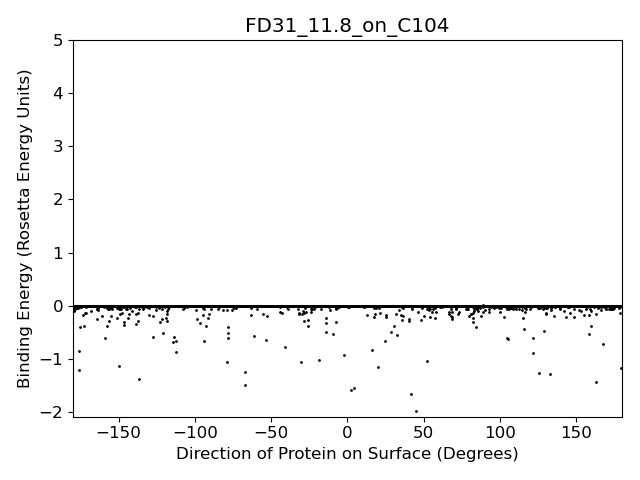 FD31_11.8_on_C104
5
4
3
2
1
0
−1
−2
Binding Energy (Rosetta Energy Units)
−150 −100 −50 0 50 100 150
Direction of Protein on Surface (Degrees)